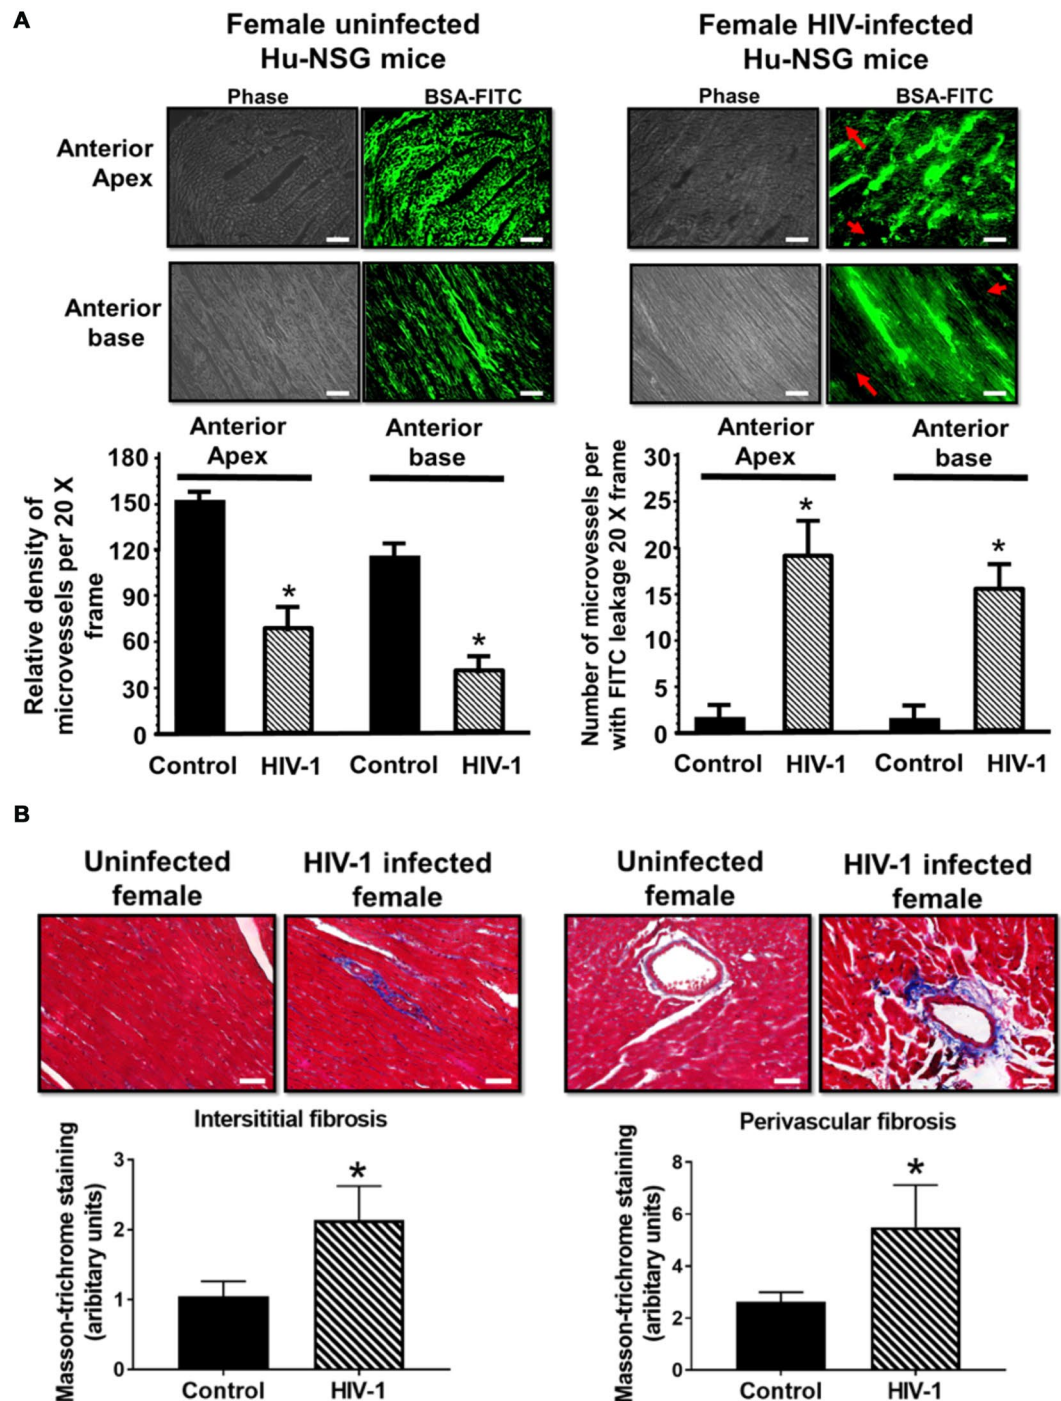 A
Female uninfected
Hu-NSG mice
Female HIV-infected
Hu-NSG mice
Phase
BSA-FITC
Phase
BSA-FITC
Anterior
Apex
Anterior
base
Anterior
Apex
Anterior
base
Relative density of
microvessels per 20 X
frame
180
150
120
90
60
30
0
*
*
Control
HIV-1
Control
HIV-1
Anterior
Apex
Anterior
base
Number of microvessels per
with FITC leakage 20 X frame
30
25
20
15
10
5
0
*
*
Control
HIV-1
Control
HIV-1
B
Uninfected
female
HIV-1 infected
female
Uninfected
female
HIV-1 infected
female
Intersititial fibrosis
Masson-trichrome staining
(aribitary units)
3
2
1
0
*
Control
HIV-1
Perivascular fibrosis
Masson-trichrome staining
(aribitary units)
8
6
4
2
0
*
Control
HIV-1